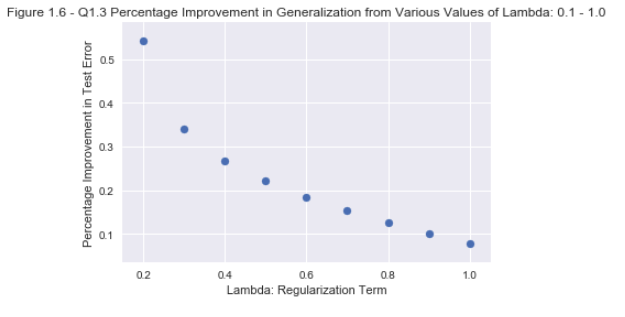 Figure 1.6 - Q1.3 Percentage Improvement in Generalization from Various Values of Lambda: 0.1 - 1.0
Percentage Improvement in Test Error
0.5
0.4
0.3
0.2
0.1
0.2 0.4 0.6 0.8 1.0
Lambda: Regularization Term